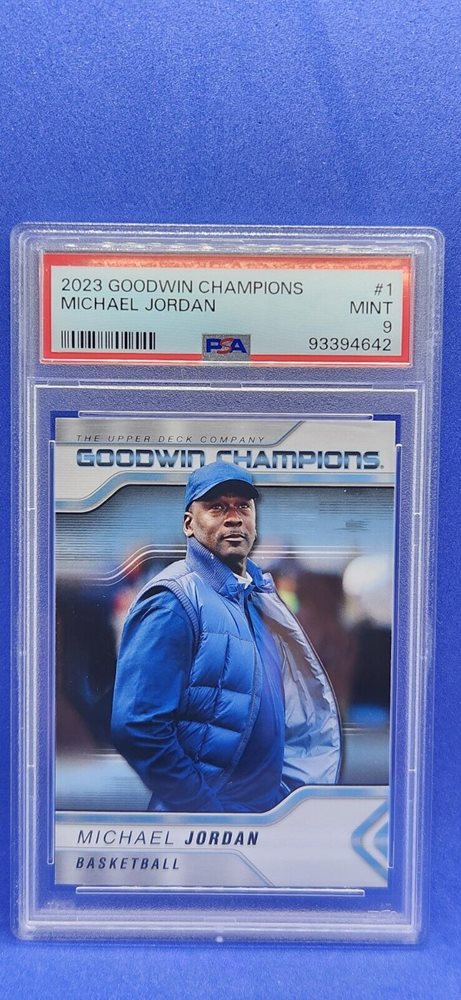 2023 GOODWIN CHAMPIONS #1
MICHAEL JORDAN MINT
9
PSA 93394642
THE UPPER DECK COMPANY
GOODWIN CHAMPIONS®
MICHAEL JORDAN
BASKETBALL